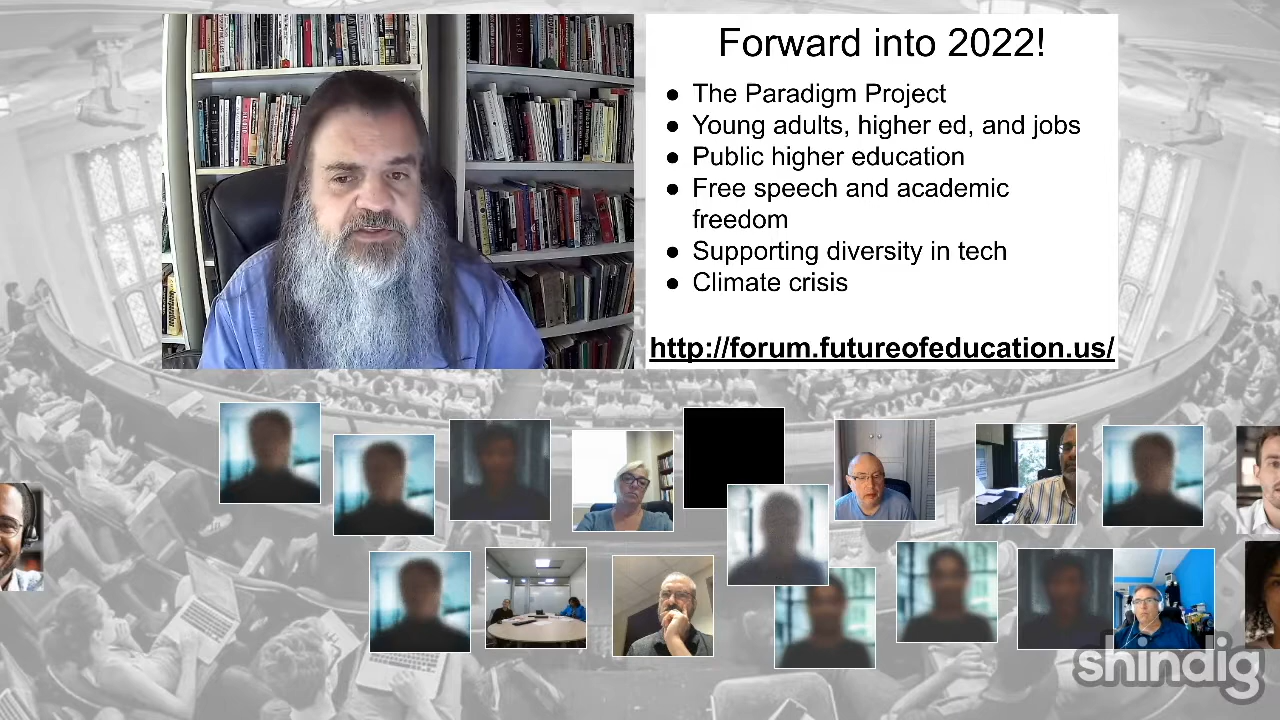 Forward into 2022!
● The Paradigm Project
● Young adults, higher ed, and jobs
● Public higher education
● Free speech and academic
freedom
● Supporting diversity in tech
● Climate crisis
http://forum.futureofeducation.us/
shindig